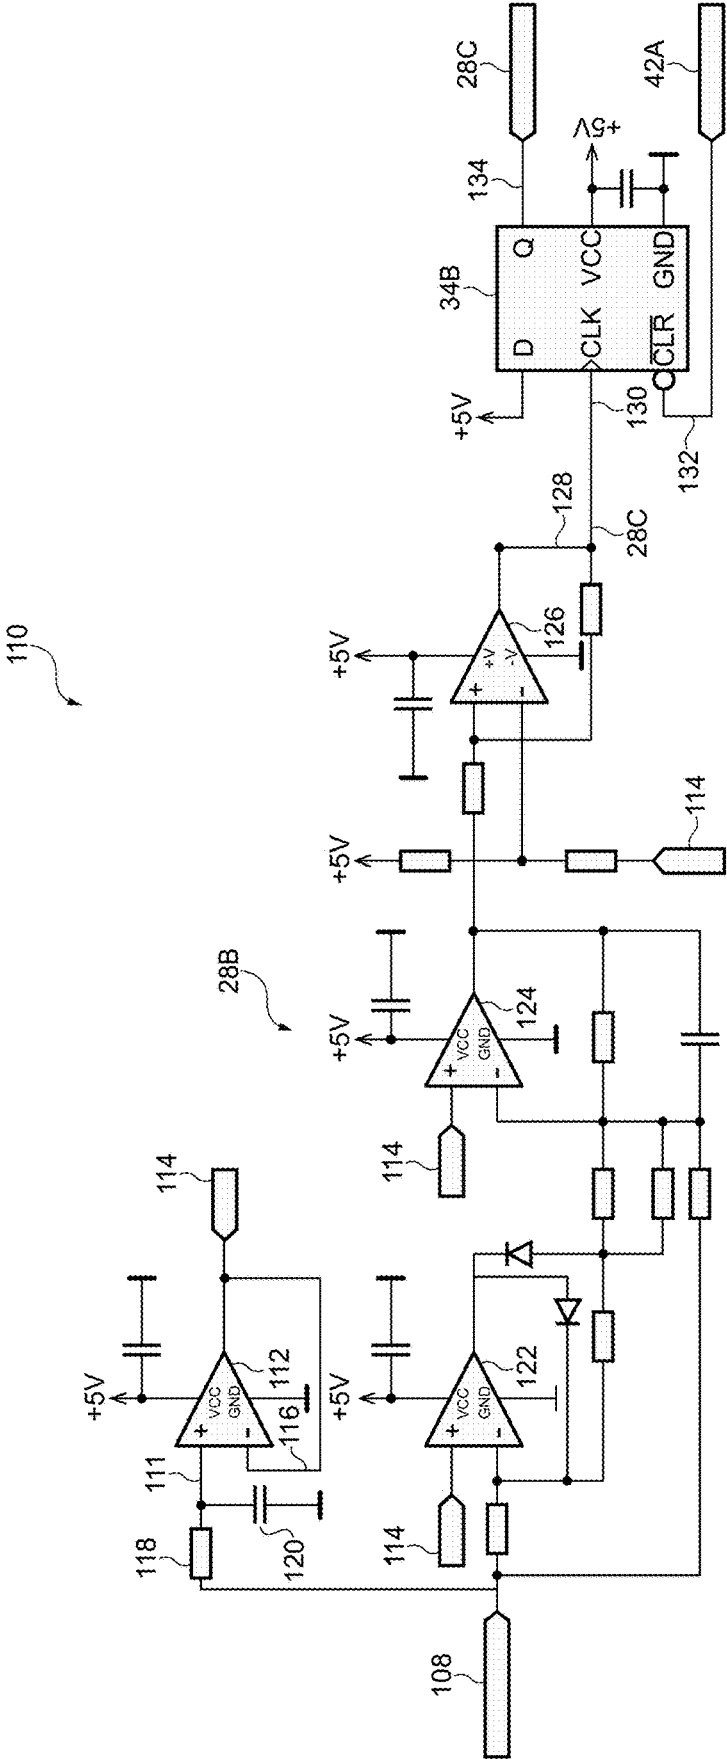 110
28B
108
118
120
111
116
112
+5V
VCC
GND
+
-
114
114
122
+5V
VCC
GND
+
-
114
124
+5V
VCC
GND
+
-
+5V
114
126
+5V
+V
-V
+
-
128
28C
130
132
+5V
34B
D
Q
CLK
VCC
CLR
GND
+5V
134
28C
42A